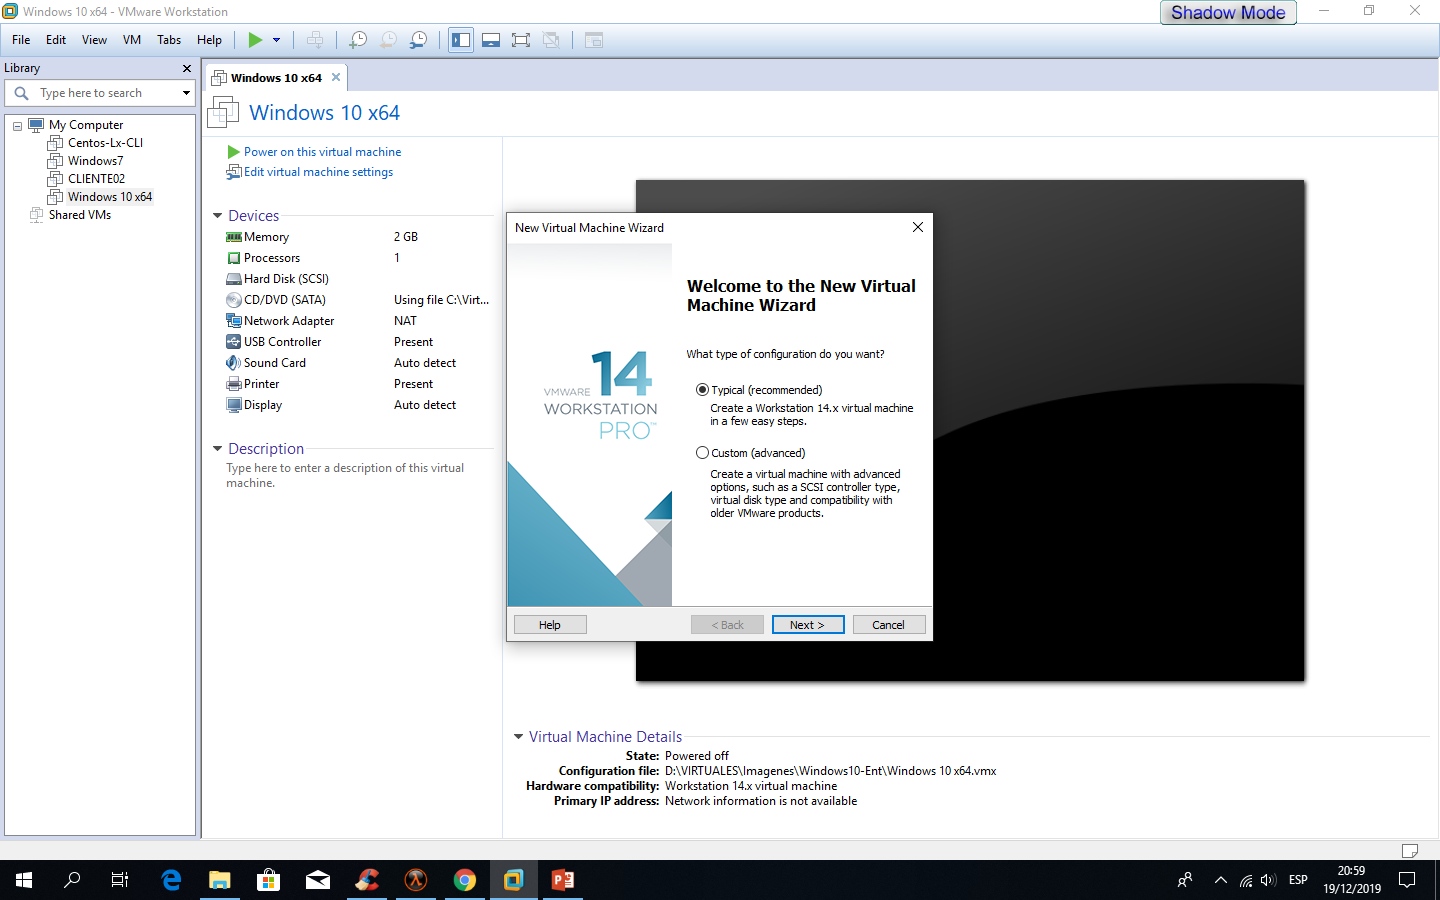 Windows 10 x64 - VMware Workstation
Shadow Mode
File Edit View VM Tabs Help
Library
Type here to search
My Computer
Centos-Lx-CLI
Windows7
CLIENTE02
Windows 10 x64
Shared VMs
Windows 10 x64
Windows 10 x64
Power on this virtual machine
Edit virtual machine settings
Devices
Memory 2 GB
Processors 1
Hard Disk (SCSI)
CD/DVD (SATA) Using file C:\Virt...
Network Adapter NAT
USB Controller Present
Sound Card Auto detect
Printer Present
Display Auto detect
Description
Type here to enter a description of this virtual
machine.
New Virtual Machine Wizard
VMWARE 14
WORKSTATION
PRO™
Welcome to the New Virtual
Machine Wizard
What type of configuration do you want?
Typical (recommended)
Create a Workstation 14.x virtual machine
in a few easy steps.
Custom (advanced)
Create a virtual machine with advanced
options, such as a SCSI controller type,
virtual disk type and compatibility with
older VMware products.
Help < Back Next > Cancel
Virtual Machine Details
State: Powered off
Configuration file: D:\VIRTUALES\Imagenes\Windows10-Ent\Windows 10 x64.vmx
Hardware compatibility: Workstation 14.x virtual machine
Primary IP address: Network information is not available
ESP
20:59
19/12/2019